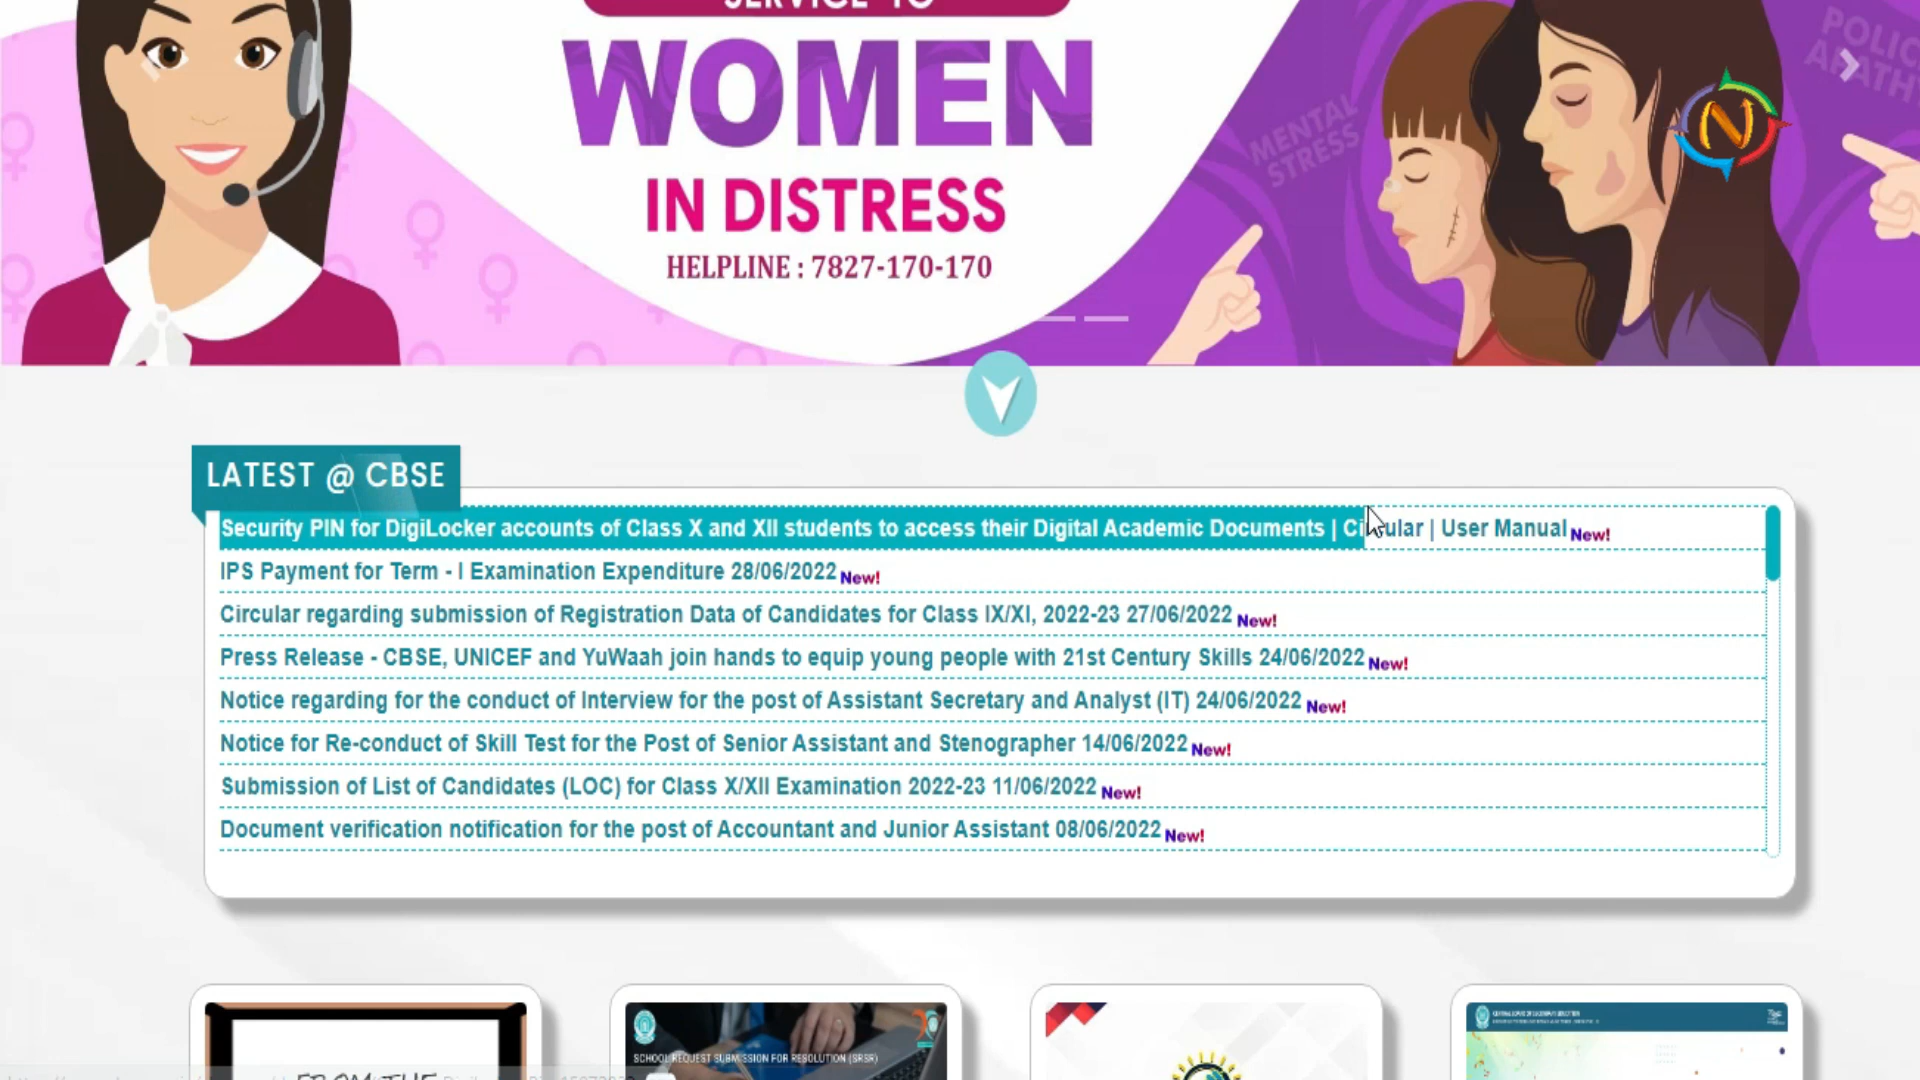 SERVICE TO
WOMEN
IN DISTRESS
HELPLINE : 7827-170-170
MENTAL
STRESS
N
LATEST @ CBSE
Security PIN for DigiLocker accounts of Class X and XII students to access their Digital Academic Documents | Circular | User Manual New!
IPS Payment for Term - I Examination Expenditure 28/06/2022 New!
Circular regarding submission of Registration Data of Candidates for Class IX/XI, 2022-23 27/06/2022 New!
Press Release - CBSE, UNICEF and YuWaah join hands to equip young people with 21st Century Skills 24/06/2022 New!
Notice regarding for the conduct of Interview for the post of Assistant Secretary and Analyst (IT) 24/06/2022 New!
Notice for Re-conduct of Skill Test for the Post of Senior Assistant and Stenographer 14/06/2022 New!
Submission of List of Candidates (LOC) for Class X/XII Examination 2022-23 11/06/2022 New!
Document verification notification for the post of Accountant and Junior Assistant 08/06/2022 New!
SCHOOL REQUEST SUBMISSION FOR RESOLUTION (SRSR)
FROM THE